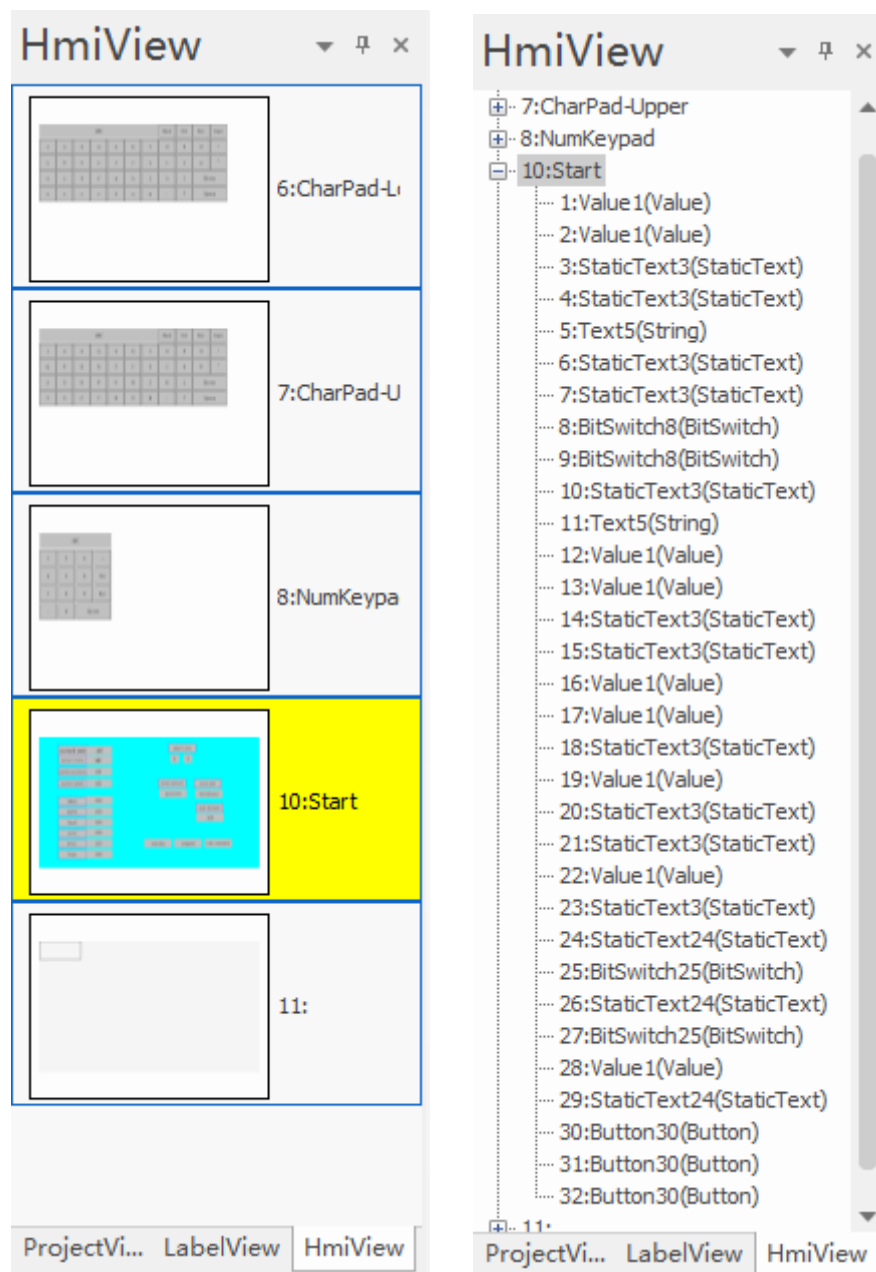 HmiView
6:CharPad-L
7:CharPad-U
8:NumKeypa
10:Start
11:
ProjectVi... LabelView HmiView
HmiView
7:CharPad-Upper
8:NumKeypad
10:Start
1:Value1(Value)
2:Value1(Value)
3:StaticText3(StaticText)
4:StaticText3(StaticText)
5:Text5(String)
6:StaticText3(StaticText)
7:StaticText3(StaticText)
8:BitSwitch8(BitSwitch)
9:BitSwitch8(BitSwitch)
10:StaticText3(StaticText)
11:Text5(String)
12:Value1(Value)
13:Value1(Value)
14:StaticText3(StaticText)
15:StaticText3(StaticText)
16:Value1(Value)
17:Value1(Value)
18:StaticText3(StaticText)
19:Value1(Value)
20:StaticText3(StaticText)
21:StaticText3(StaticText)
22:Value1(Value)
23:StaticText3(StaticText)
24:StaticText24(StaticText)
25:BitSwitch25(BitSwitch)
26:StaticText24(StaticText)
27:BitSwitch25(BitSwitch)
28:Value1(Value)
29:StaticText24(StaticText)
30:Button30(Button)
31:Button30(Button)
32:Button30(Button)
11:
ProjectVi... LabelView HmiView